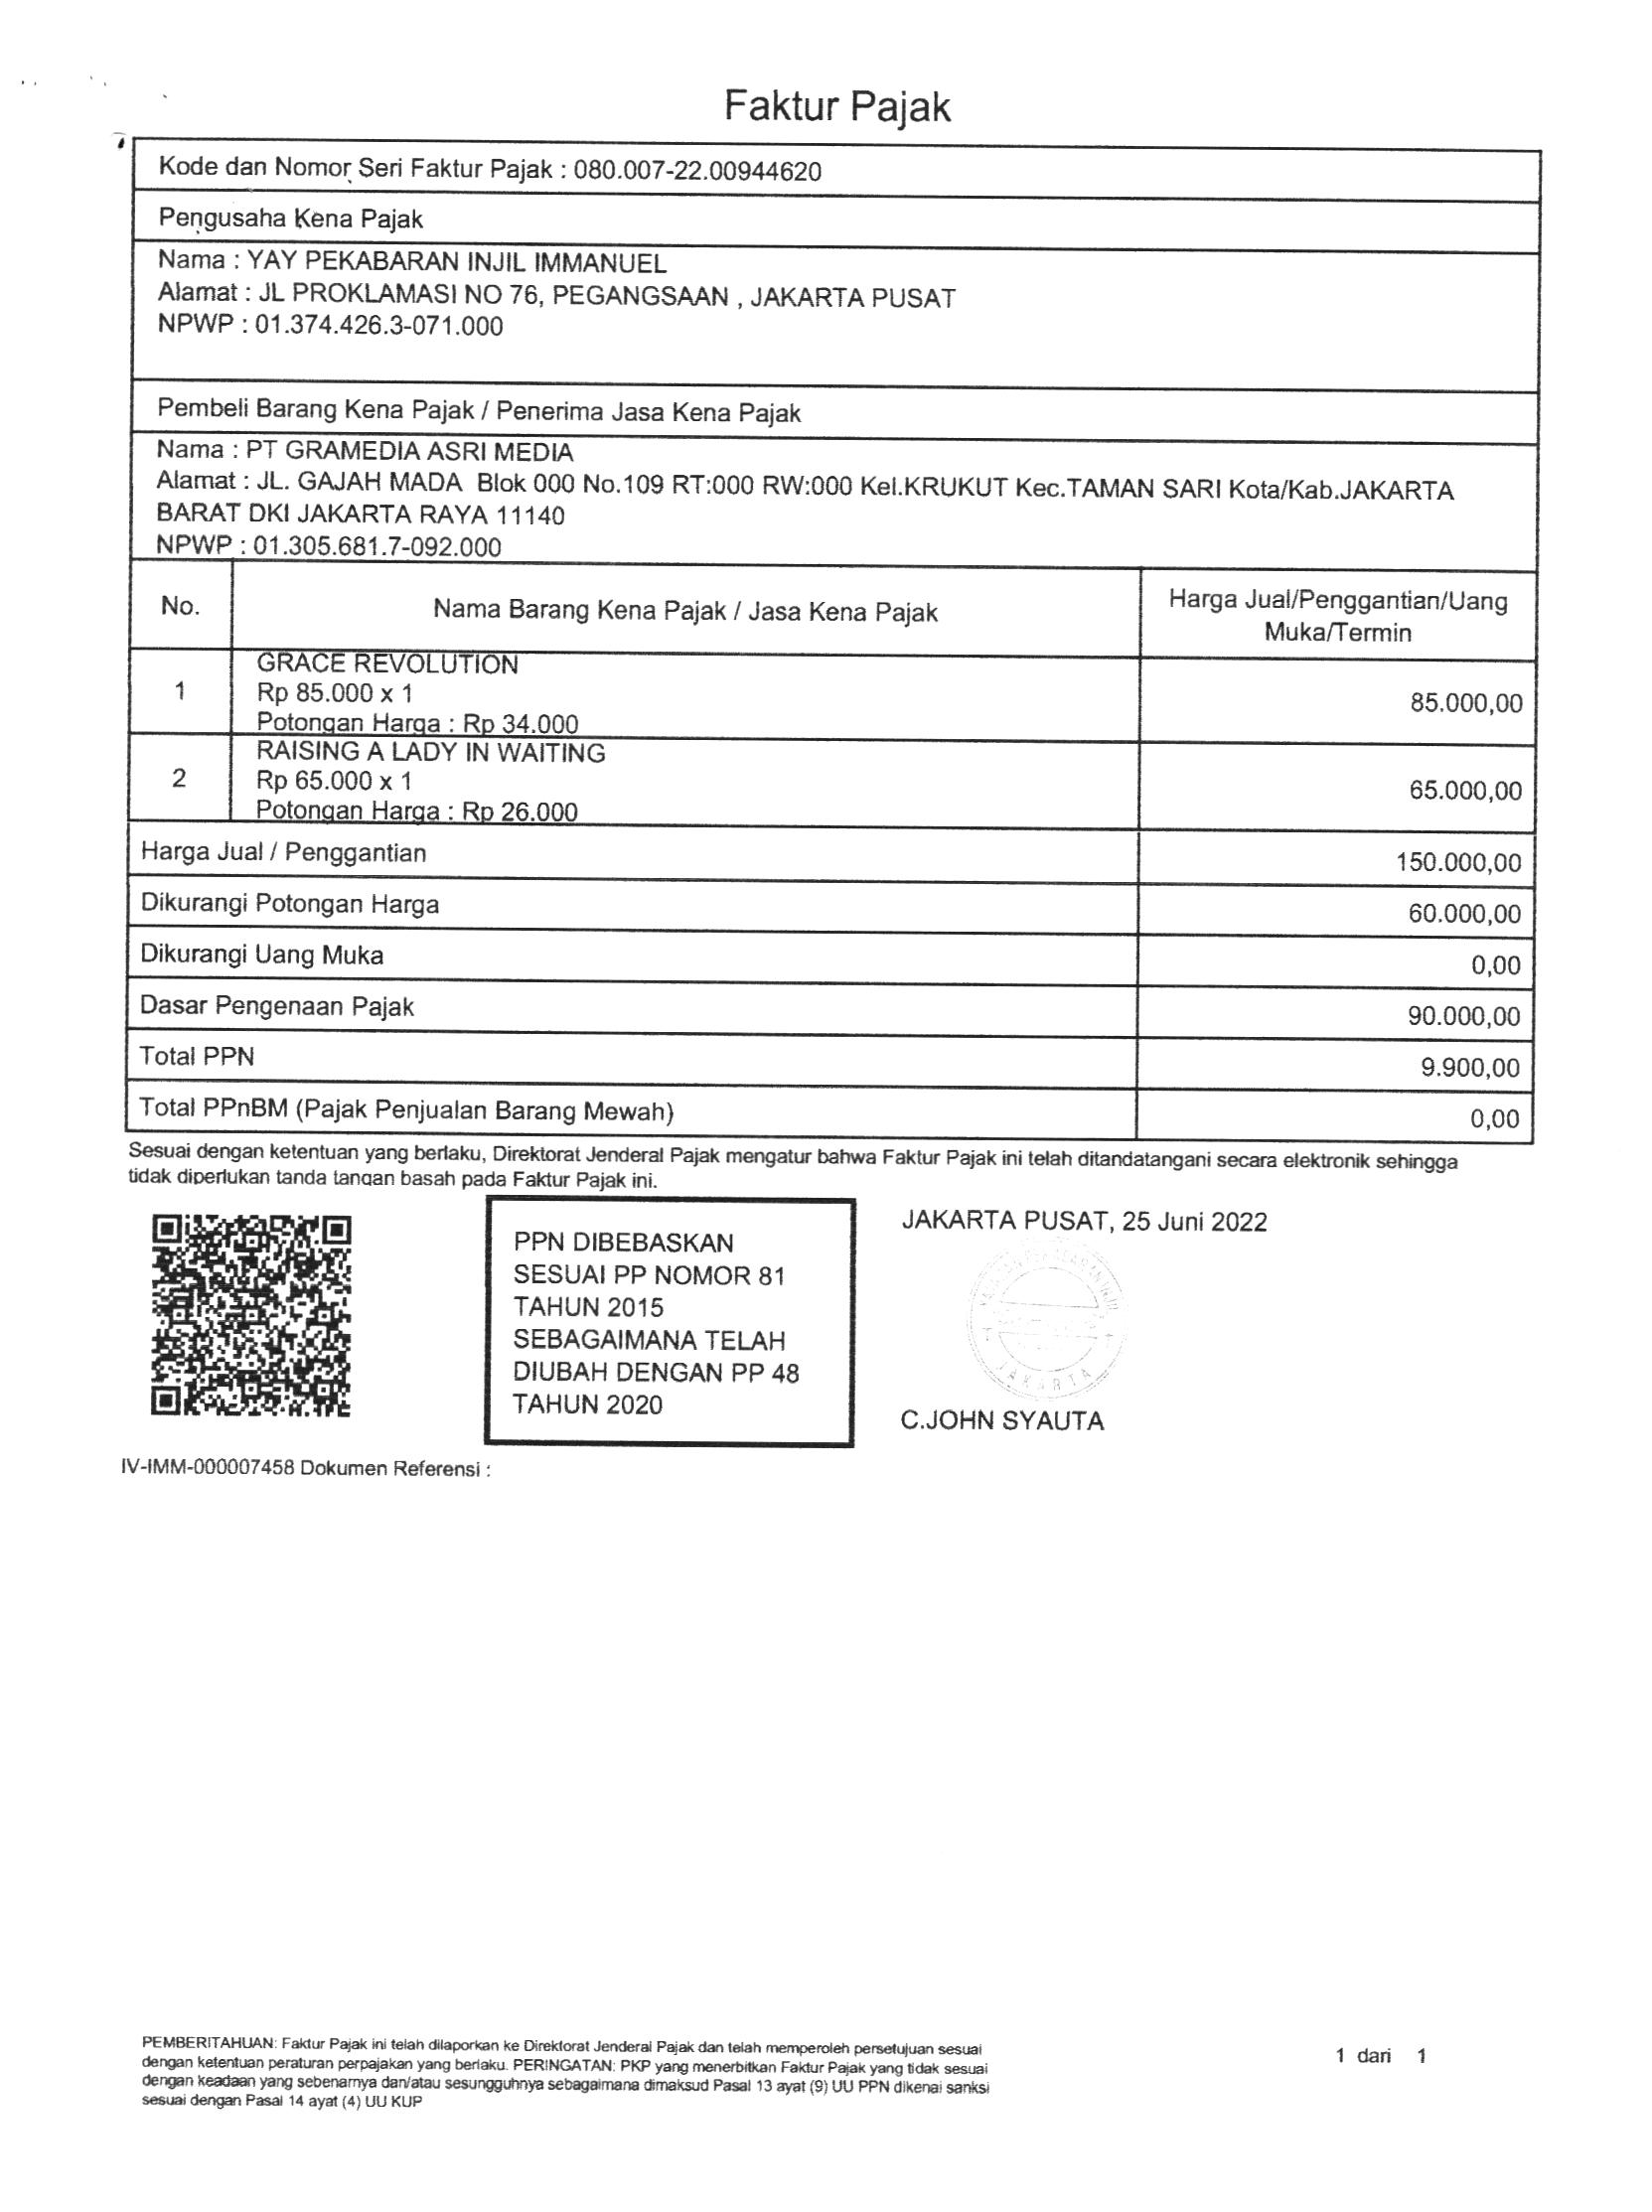 Faktur Pajak
Kode dan Nomor Seri Faktur Pajak : 080.007-22.00944620
Pengusaha Kena Pajak
Nama : YAY PEKABARAN INJIL IMMANUEL
Alamat : JL PROKLAMASI NO 76, PEGANGSAAN , JAKARTA PUSAT
NPWP : 01.374.426.3-071.000
Pembeli Barang Kena Pajak / Penerima Jasa Kena Pajak
Nama : PT GRAMEDIA ASRI MEDIA
Alamat : JL. GAJAH MADA Blok 000 No.109 RT:000 RW:000 Kel.KRUKUT Kec.TAMAN SARI Kota/Kab.JAKARTA
BARAT DKI JAKARTA RAYA 11140
NPWP : 01.305.681.7-092.000
No. Nama Barang Kena Pajak / Jasa Kena Pajak Harga Jual/Penggantian/Uang
Muka/Termin
GRACE REVOLUTION
1 Rp 85.000 x 1 85.000,00
Potongan Harga : Rp 34.000
RAISING A LADY IN WAITING
2 Rp 65.000 x 1 65.000,00
Potongan Harga : Rp 26.000
Harga Jual / Penggantian 150.000,00
Dikurangi Potongan Harga 60.000,00
Dikurangi Uang Muka 0,00
Dasar Pengenaan Pajak 90.000,00
Total PPN 9.900,00
Total PPnBM (Pajak Penjualan Barang Mewah) 0,00
Sesuai dengan ketentuan yang berlaku, Direktorat Jenderal Pajak mengatur bahwa Faktur Pajak ini telah ditandatangani secara elektronik sehingga
tidak diperlukan tanda tangan basah pada Faktur Pajak ini.
PPN DIBEBASKAN
SESUAI PP NOMOR 81
TAHUN 2015
SEBAGAIMANA TELAH
DIUBAH DENGAN PP 48
TAHUN 2020
JAKARTA PUSAT, 25 Juni 2022
JAKARTA
C.JOHN SYAUTA
IV-IMM-000007458 Dokumen Referensi :
PEMBERITAHUAN: Faktur Pajak ini telah dilaporkan ke Direktorat Jenderal Pajak dan telah memperoleh persetujuan sesuai
dengan ketentuan peraturan perpajakan yang berlaku. PERINGATAN: PKP yang menerbitkan Faktur Pajak yang tidak sesuai
dengan keadaan yang sebenarnya dan/atau sesungguhnya sebagaimana dimaksud Pasal 13 ayat (9) UU PPN dikenai sanksi
sesuai dengan Pasal 14 ayat (4) UU KUP
1 dari 1